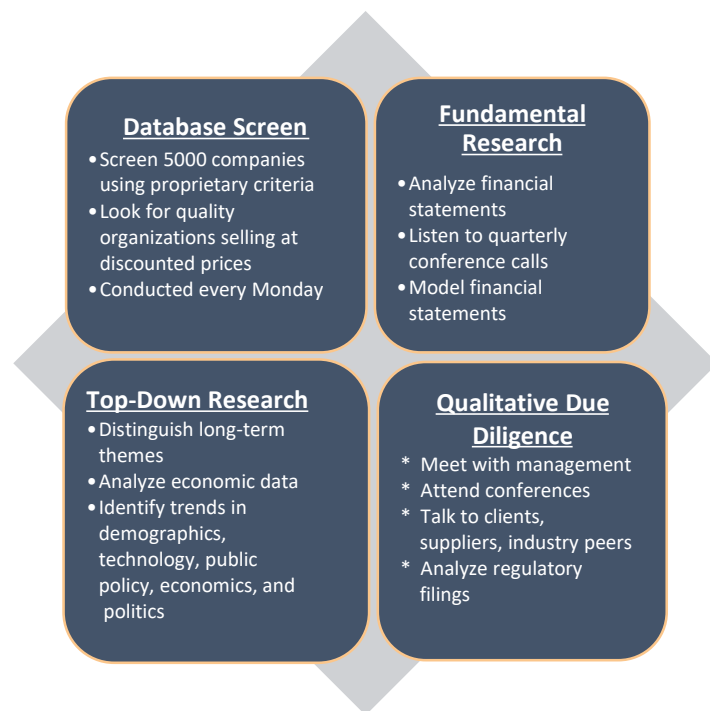 Database Screen
•Screen 5000 companies
using proprietary criteria
•Look for quality
organizations selling at
discounted prices
•Conducted every Monday
Fundamental
Research
•Analyze financial
statements
•Listen to quarterly
conference calls
•Model financial
statements
Top-Down Research
•Distinguish long-term
themes
•Analyze economic data
•Identify trends in
demographics,
technology, public
policy, economics, and
politics
Qualitative Due
Diligence
* Meet with management
* Attend conferences
* Talk to clients,
suppliers, industry peers
* Analyze regulatory
filings